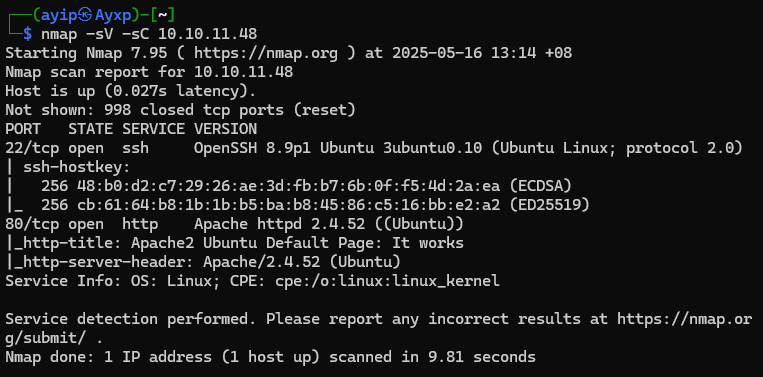 ┌──(ayip㉿Ayxp)-[~]
└─$ nmap -sV -sC 10.10.11.48
Starting Nmap 7.95 ( https://nmap.org ) at 2025-05-16 13:14 +08
Nmap scan report for 10.10.11.48
Host is up (0.027s latency).
Not shown: 998 closed tcp ports (reset)
PORT   STATE SERVICE VERSION
22/tcp open  ssh     OpenSSH 8.9p1 Ubuntu 3ubuntu0.10 (Ubuntu Linux; protocol 2.0)
| ssh-hostkey:
|   256 48:b0:d2:c7:29:26:ae:3d:fb:b7:6b:0f:f5:4d:2a:ea (ECDSA)
|_  256 cb:61:64:b8:1b:1b:b5:ba:b8:45:86:c5:16:bb:e2:a2 (ED25519)
80/tcp open  http    Apache httpd 2.4.52 ((Ubuntu))
|_http-title: Apache2 Ubuntu Default Page: It works
|_http-server-header: Apache/2.4.52 (Ubuntu)
Service Info: OS: Linux; CPE: cpe:/o:linux:linux_kernel

Service detection performed. Please report any incorrect results at https://nmap.or
g/submit/ .
Nmap done: 1 IP address (1 host up) scanned in 9.81 seconds